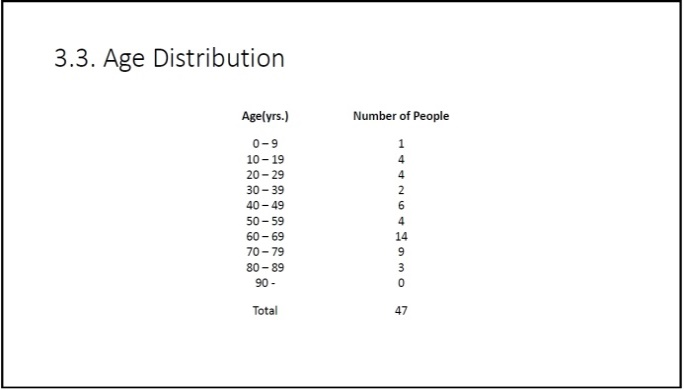 3.3. Age Distribution
Age(yrs.) Number of People
0 – 9 1
10 – 19 4
20 – 29 4
30 – 39 2
40 – 49 6
50 – 59 4
60 – 69 14
70 – 79 9
80 – 89 3
90 - 0
Total 47